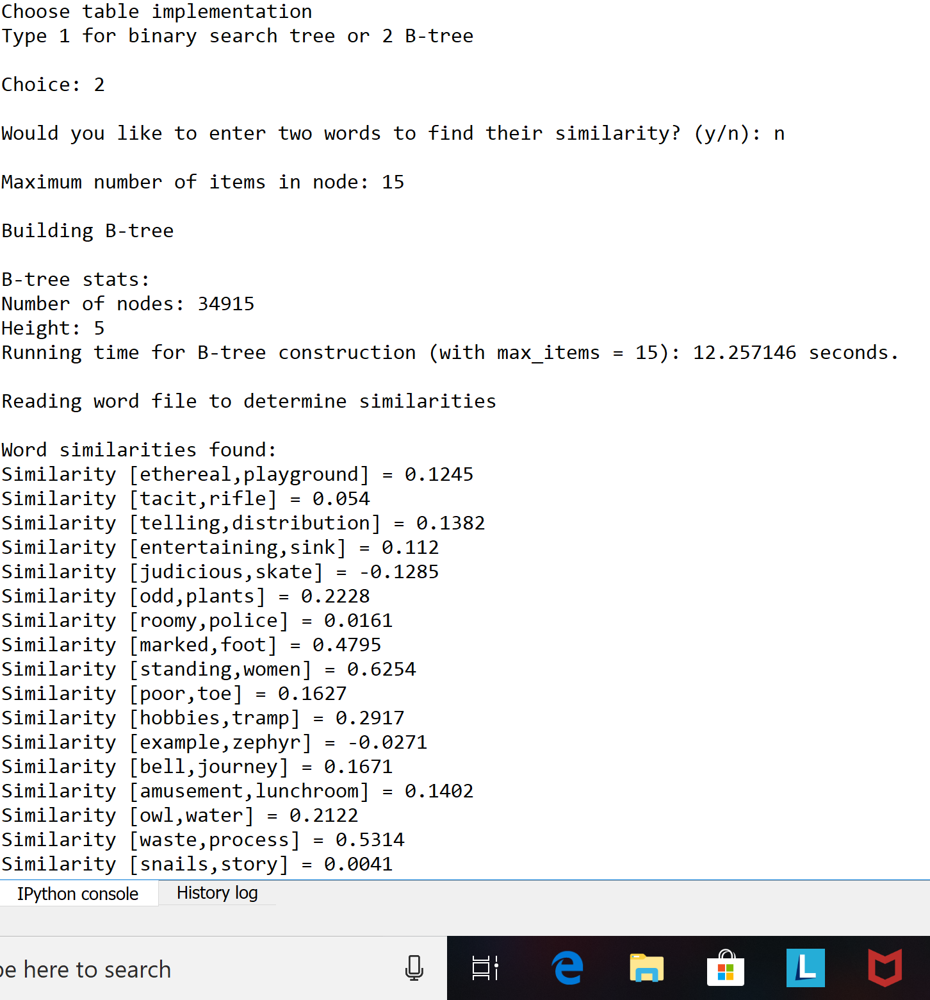 Choose table implementation
Type 1 for binary search tree or 2 B-tree
Choice: 2
Would you like to enter two words to find their similarity? (y/n): n
Maximum number of items in node: 15
Building B-tree
B-tree stats:
Number of nodes: 34915
Height: 5
Running time for B-tree construction (with max_items = 15): 12.257146 seconds.
Reading word file to determine similarities
Word similarities found:
Similarity [ethereal,playground] = 0.1245
Similarity [tacit,rifle] = 0.054
Similarity [telling,distribution] = 0.1382
Similarity [entertaining,sink] = 0.112
Similarity [judicious,skate] = -0.1285
Similarity [odd,plants] = 0.2228
Similarity [roomy,police] = 0.0161
Similarity [marked,foot] = 0.4795
Similarity [standing,women] = 0.6254
Similarity [poor,toe] = 0.1627
Similarity [hobbies,tramp] = 0.2917
Similarity [example,zephyr] = -0.0271
Similarity [bell,journey] = 0.1671
Similarity [amusement,lunchroom] = 0.1402
Similarity [owl,water] = 0.2122
Similarity [waste,process] = 0.5314
Similarity [snails,story] = 0.0041
IPython console History log
pe here to search
L